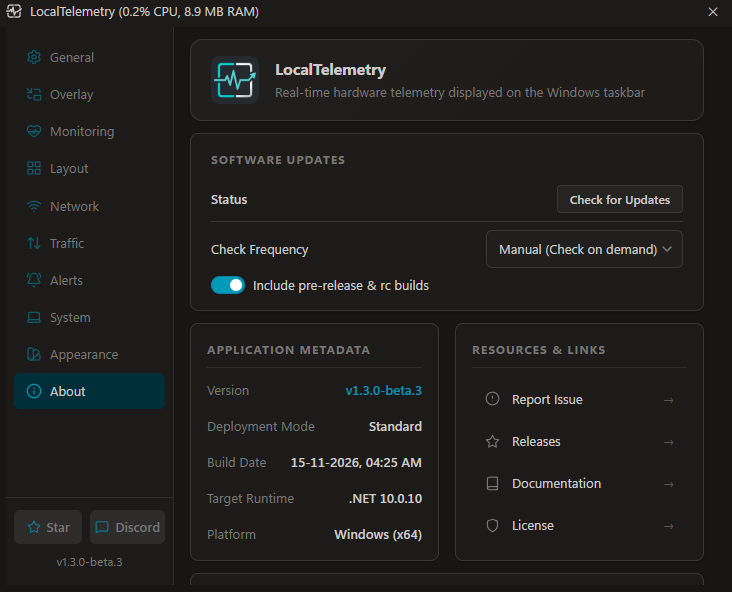 LocalTelemetry (0.2% CPU, 8.9 MB RAM)
General
Overlay
Monitoring
Layout
Network
Traffic
Alerts
System
Appearance
About
Star
Discord
v1.3.0-beta.3
LocalTelemetry
Real-time hardware telemetry displayed on the Windows taskbar
SOFTWARE UPDATES
Status
Check for Updates
Check Frequency
Manual (Check on demand)
Include pre-release & rc builds
APPLICATION METADATA
Version v1.3.0-beta.3
Deployment Mode Standard
Build Date 15-11-2026, 04:25 AM
Target Runtime .NET 10.0.10
Platform Windows (x64)
RESOURCES & LINKS
Report Issue →
Releases →
Documentation →
License →